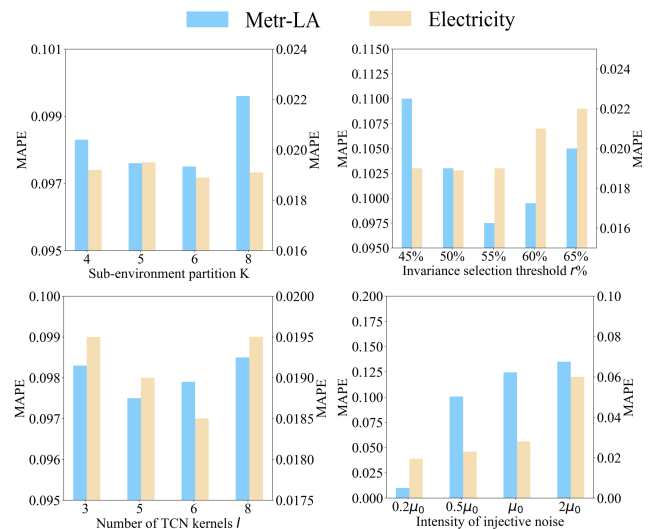 Metr-LA Electricity
0.101 0.099 0.097 0.095
MAPE
4 5 6 8
Sub-environment partition K
0.024 0.022 0.020 0.018 0.016
MAPE
0.1150 0.1125 0.1100 0.1075 0.1050 0.1025 0.1000 0.0975 0.0950
MAPE
45% 50% 55% 60% 65%
Invariance selection threshold r%
0.024 0.022 0.020 0.018 0.016
MAPE
0.100 0.099 0.098 0.097 0.096 0.095
MAPE
3 5 6 8
Number of TCN kernels l
0.0200 0.0195 0.0190 0.0185 0.0180 0.0175
MAPE
0.200 0.175 0.150 0.125 0.100 0.075 0.050 0.025 0.000
MAPE
0.2μ₀ 0.5μ₀ μ₀ 2μ₀
Intensity of injective noise
0.10 0.08 0.06 0.04 0.02 0.00
MAPE